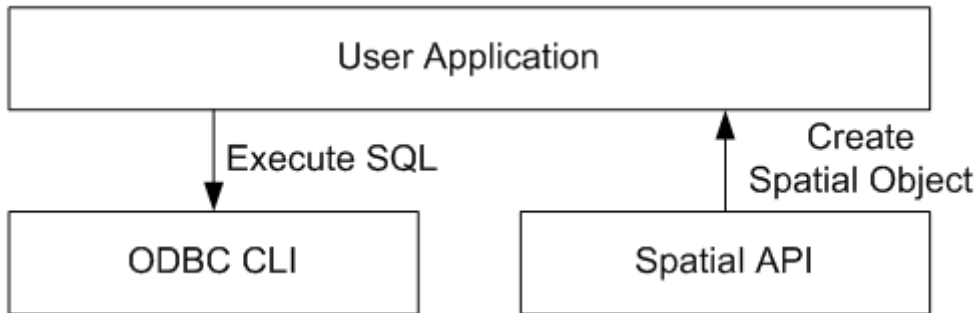 User Application
Execute SQL
Create
Spatial Object
ODBC CLI
Spatial API